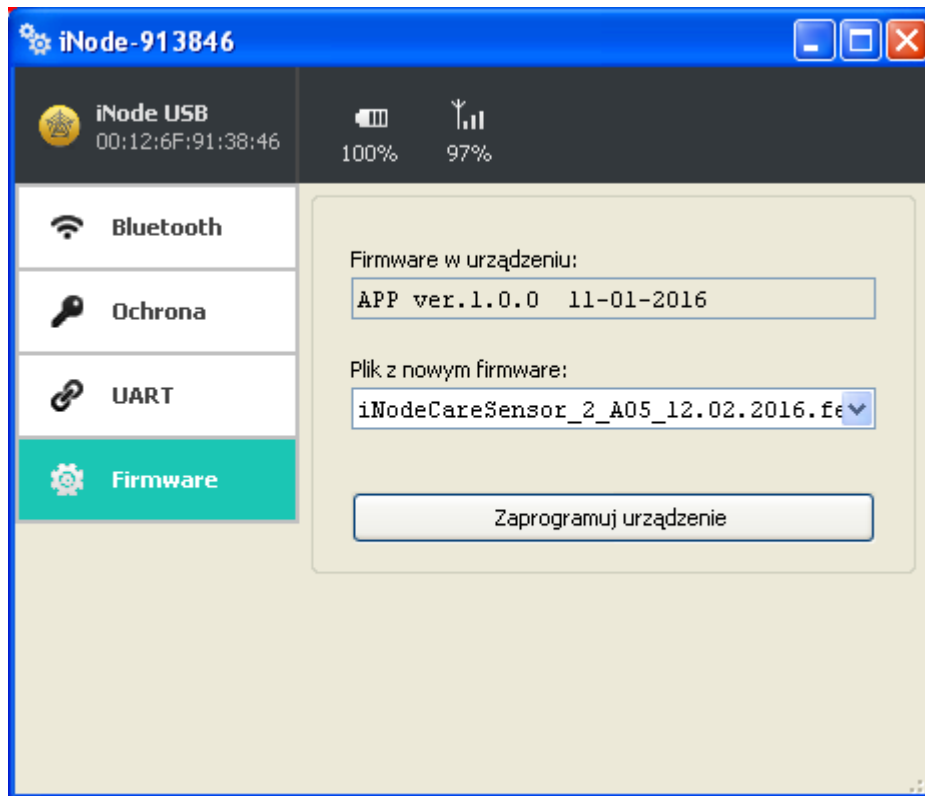 iNode-913846
iNode USB
00:12:6F:91:38:46
100%
97%
Bluetooth
Ochrona
UART
Firmware
Firmware w urządzeniu:
APP ver.1.0.0 11-01-2016
Plik z nowym firmware:
iNodeCareSensor_2_A05_12.02.2016.fe
Zaprogramuj urządzenie